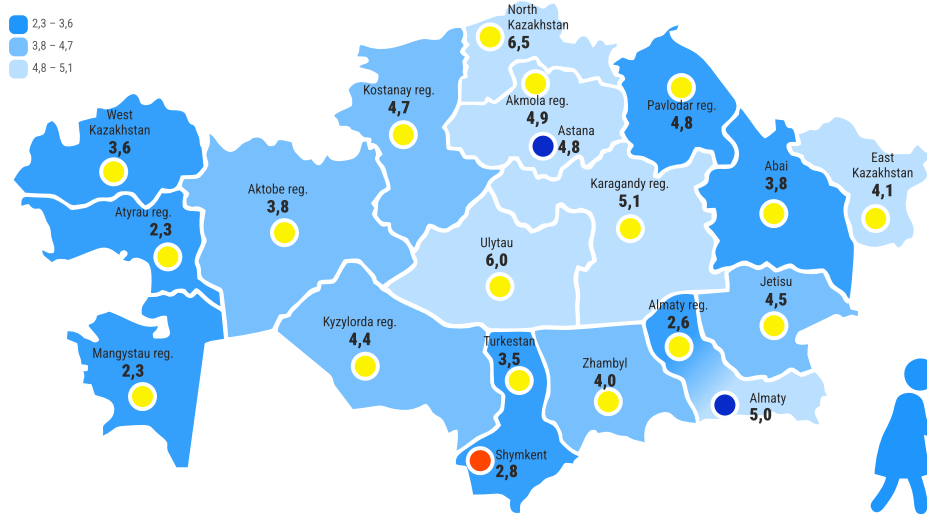 2,3 – 3,6
3,8 – 4,7
4,8 – 5,1
North
Kazakhstan
6,5
Kostanay reg.
4,7
Akmola reg.
4,9
Astana
4,8
Pavlodar reg.
4,8
West
Kazakhstan
3,6
East
Kazakhstan
4,1
Abai
3,8
Karagandy reg.
5,1
Aktobe reg.
3,8
Atyrau reg.
2,3
Ulytau
6,0
Jetisu
4,5
Almaty reg.
2,6
Kyzylorda reg.
4,4
Turkestan
3,5
Mangystau reg.
2,3
Zhambyl
4,0
Almaty
5,0
Shymkent
2,8